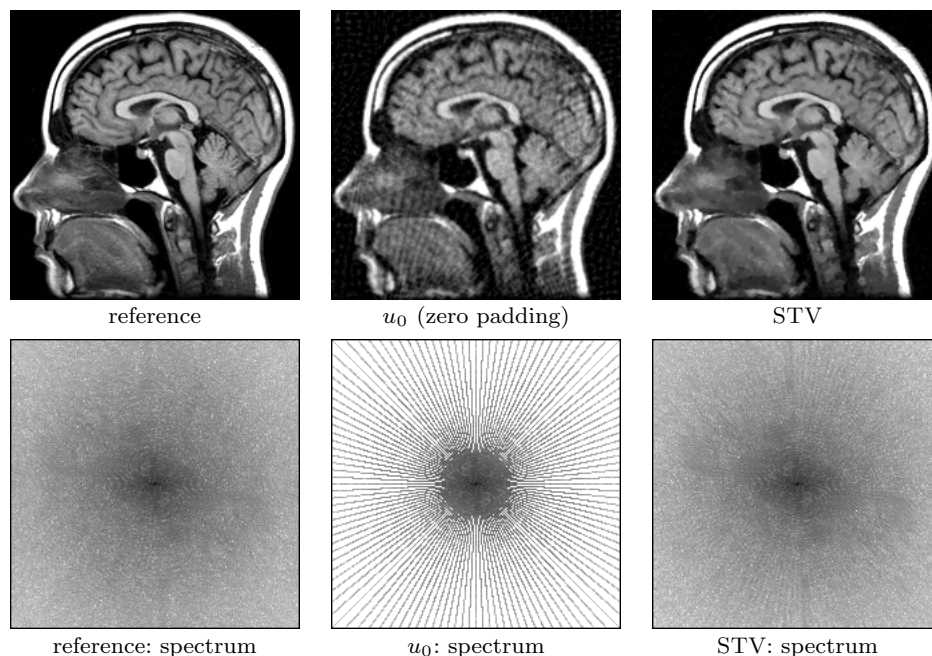 reference
u₀ (zero padding)
STV
reference: spectrum
u₀: spectrum
STV: spectrum